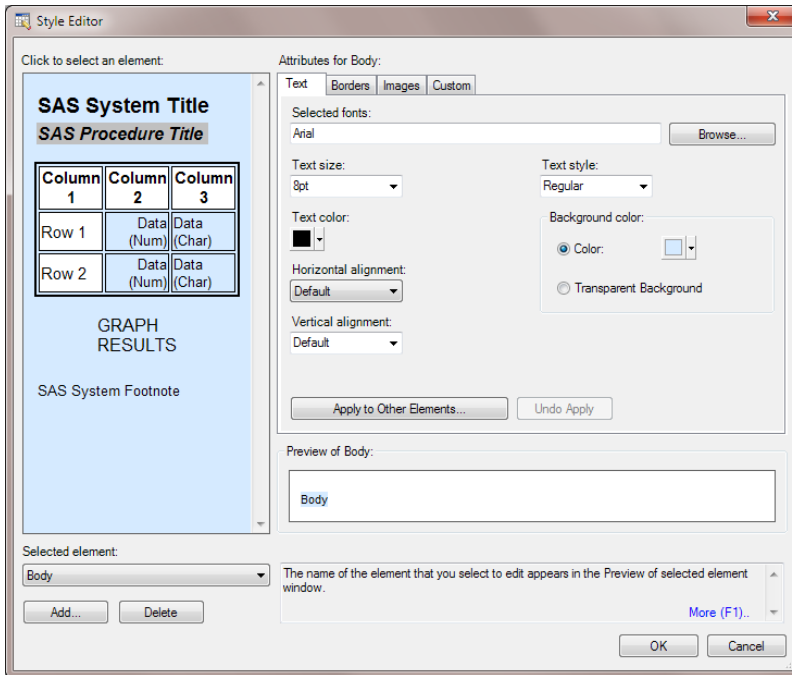 Style Editor
Click to select an element:
SAS System Title
SAS Procedure Title
Column 1 Column 2 Column 3
Row 1 Data (Num) Data (Char)
Row 2 Data (Num) Data (Char)
GRAPH
RESULTS
SAS System Footnote
Selected element:
Body
Add... Delete
Attributes for Body:
Text Borders Images Custom
Selected fonts:
Arial Browse...
Text size: Text style:
8pt Regular
Text color: Background color:
Color:
Horizontal alignment:
Default Transparent Background
Vertical alignment:
Default
Apply to Other Elements... Undo Apply
Preview of Body:
Body
The name of the element that you select to edit appears in the Preview of selected element
window.
More (F1)..
OK Cancel